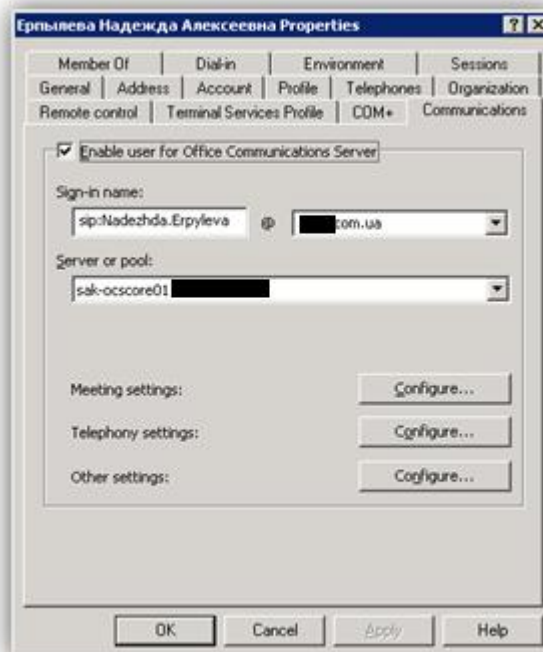 Ерпылева Надежда Алексеевна Properties
Member Of Dial-in Environment Sessions
General Address Account Profile Telephones Organization
Remote control Terminal Services Profile COM+ Communications
Enable user for Office Communications Server
Sign-in name:
sip:Nadezhda.Erpyleva @ com.ua
Server or pool:
sak-ocscore01
Meeting settings: Configure...
Telephony settings: Configure...
Other settings: Configure...
OK Cancel Apply Help